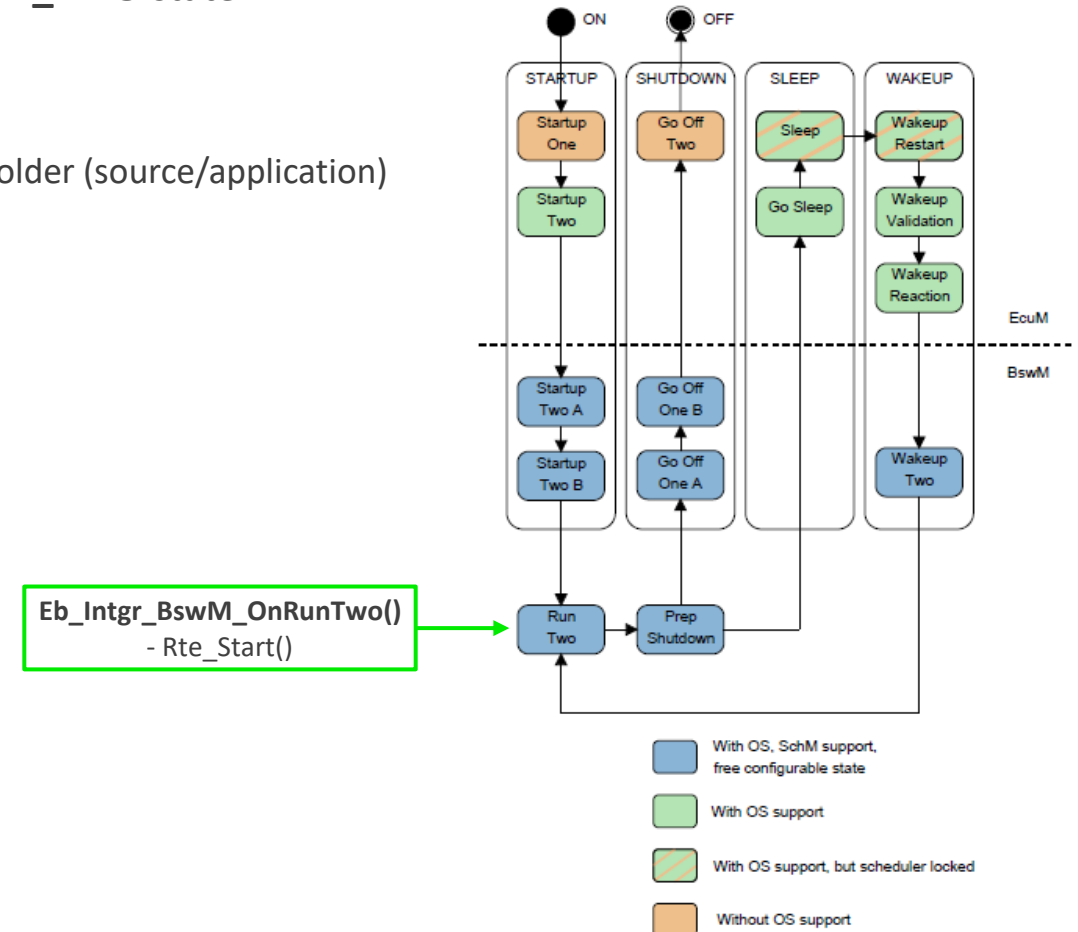 ON
OFF
older (source/application)
STARTUP
SHUTDOWN
SLEEP
WAKEUP
Startup
One
Go Off
Two
Sleep
Wakeup
Restart
Startup
Two
Go Sleep
Wakeup
Validation
Wakeup
Reaction
EcuM
BswM
Startup
Two A
Go Off
One B
Startup
Two B
Go Off
One A
Wakeup
Two
Eb_Intgr_BswM_OnRunTwo()
- Rte_Start()
Run
Two
Prep
Shutdown
With OS, SchM support,
free configurable state
With OS support
With OS support, but scheduler locked
Without OS support